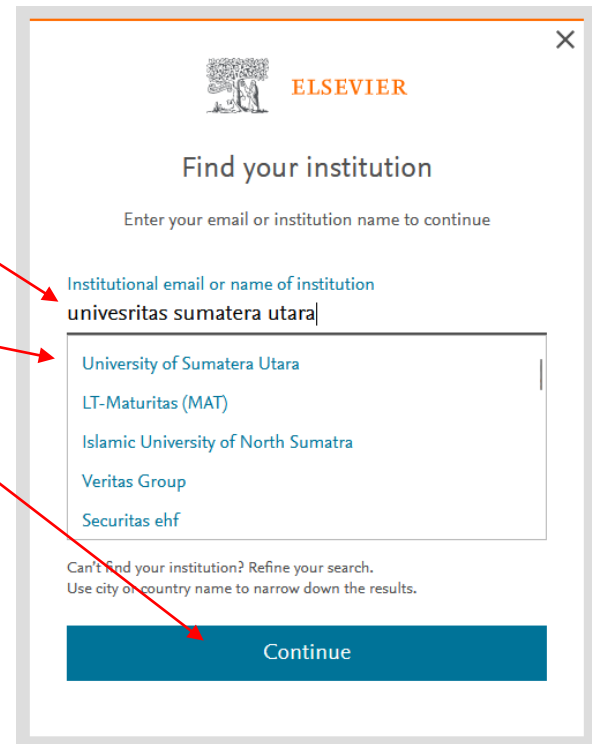 ELSEVIER
Find your institution
Enter your email or institution name to continue
Institutional email or name of institution
univesritas sumatera utara
University of Sumatera Utara
LT-Maturitas (MAT)
Islamic University of North Sumatra
Veritas Group
Securitas ehf
Can't find your institution? Refine your search.
Use city or country name to narrow down the results.
Continue